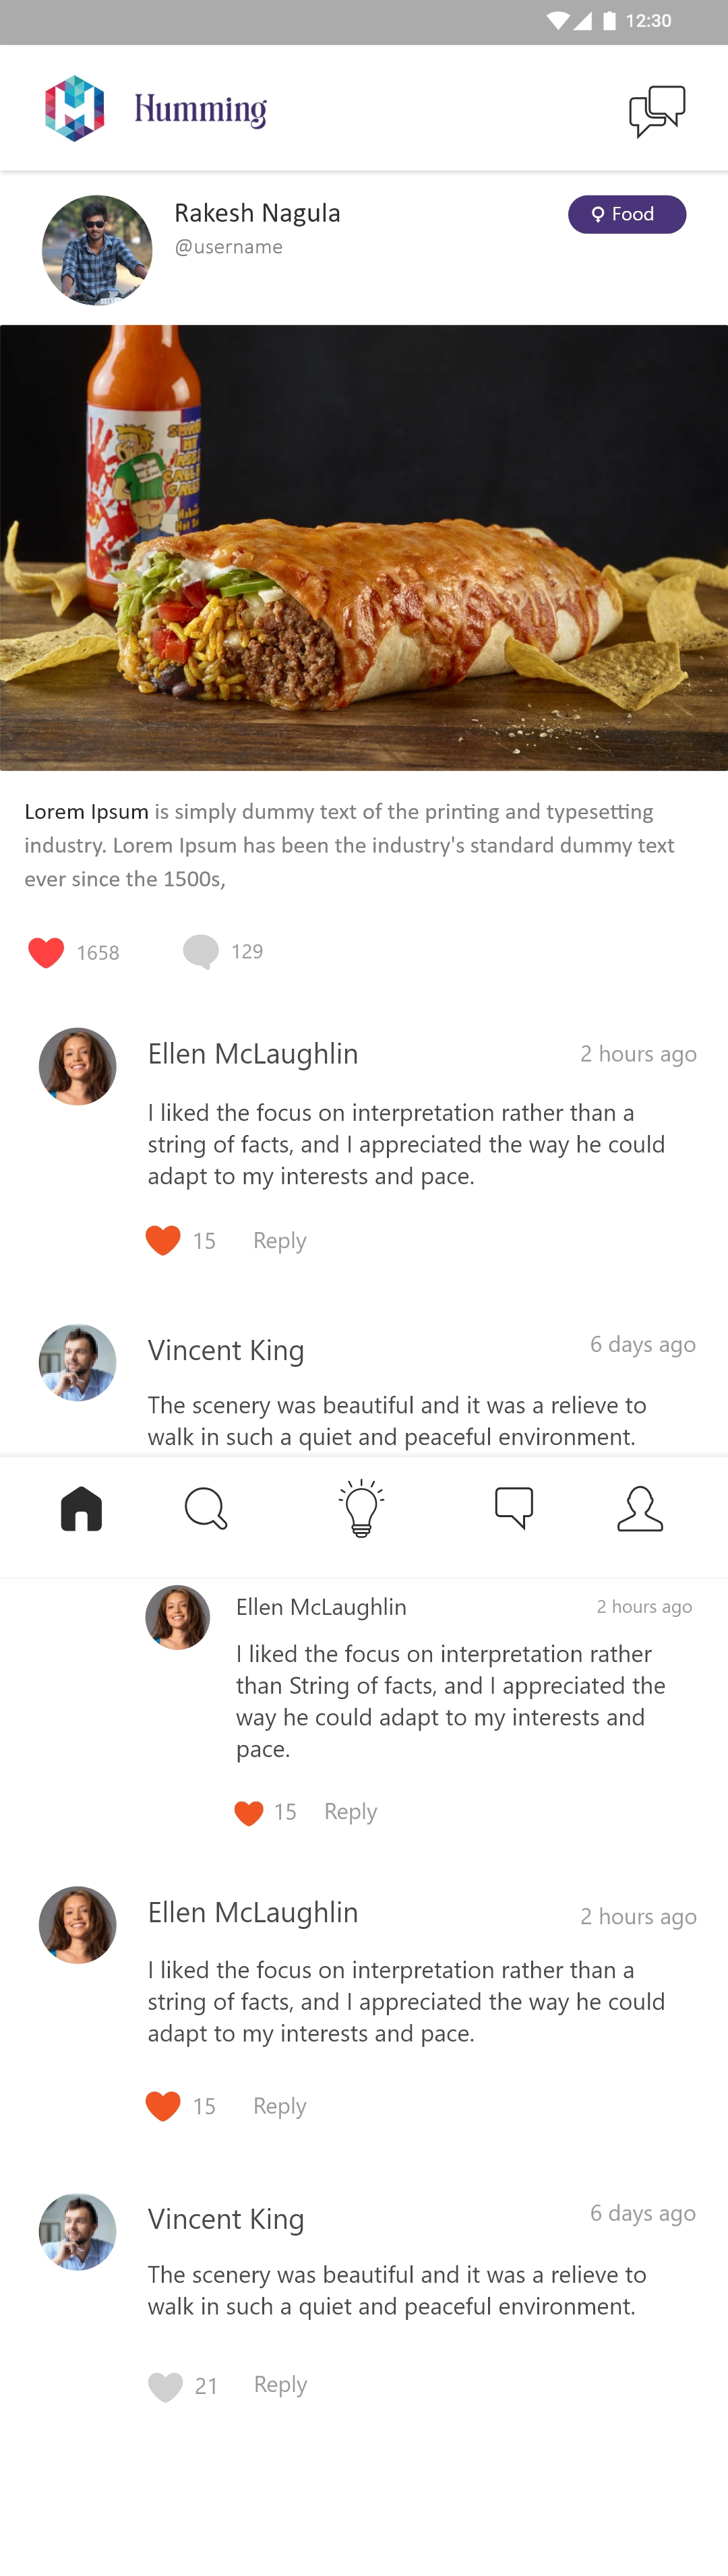 12:30
Humming
Rakesh Nagula
Food
@username
Lorem Ipsum is simply dummy text of the printing and typesetting
industry. Lorem Ipsum has been the industry's standard dummy text
ever since the 1500s,
1658
129
Ellen McLaughlin
2 hours ago
I liked the focus on interpretation rather than a
string of facts, and I appreciated the way he could
adapt to my interests and pace.
15
Reply
Vincent King
6 days ago
The scenery was beautiful and it was a relieve to
walk in such a quiet and peaceful environment.
Ellen McLaughlin
2 hours ago
I liked the focus on interpretation rather
than String of facts, and I appreciated the
way he could adapt to my interests and
pace.
15
Reply
Ellen McLaughlin
2 hours ago
I liked the focus on interpretation rather than a
string of facts, and I appreciated the way he could
adapt to my interests and pace.
15
Reply
Vincent King
6 days ago
The scenery was beautiful and it was a relieve to
walk in such a quiet and peaceful environment.
21
Reply